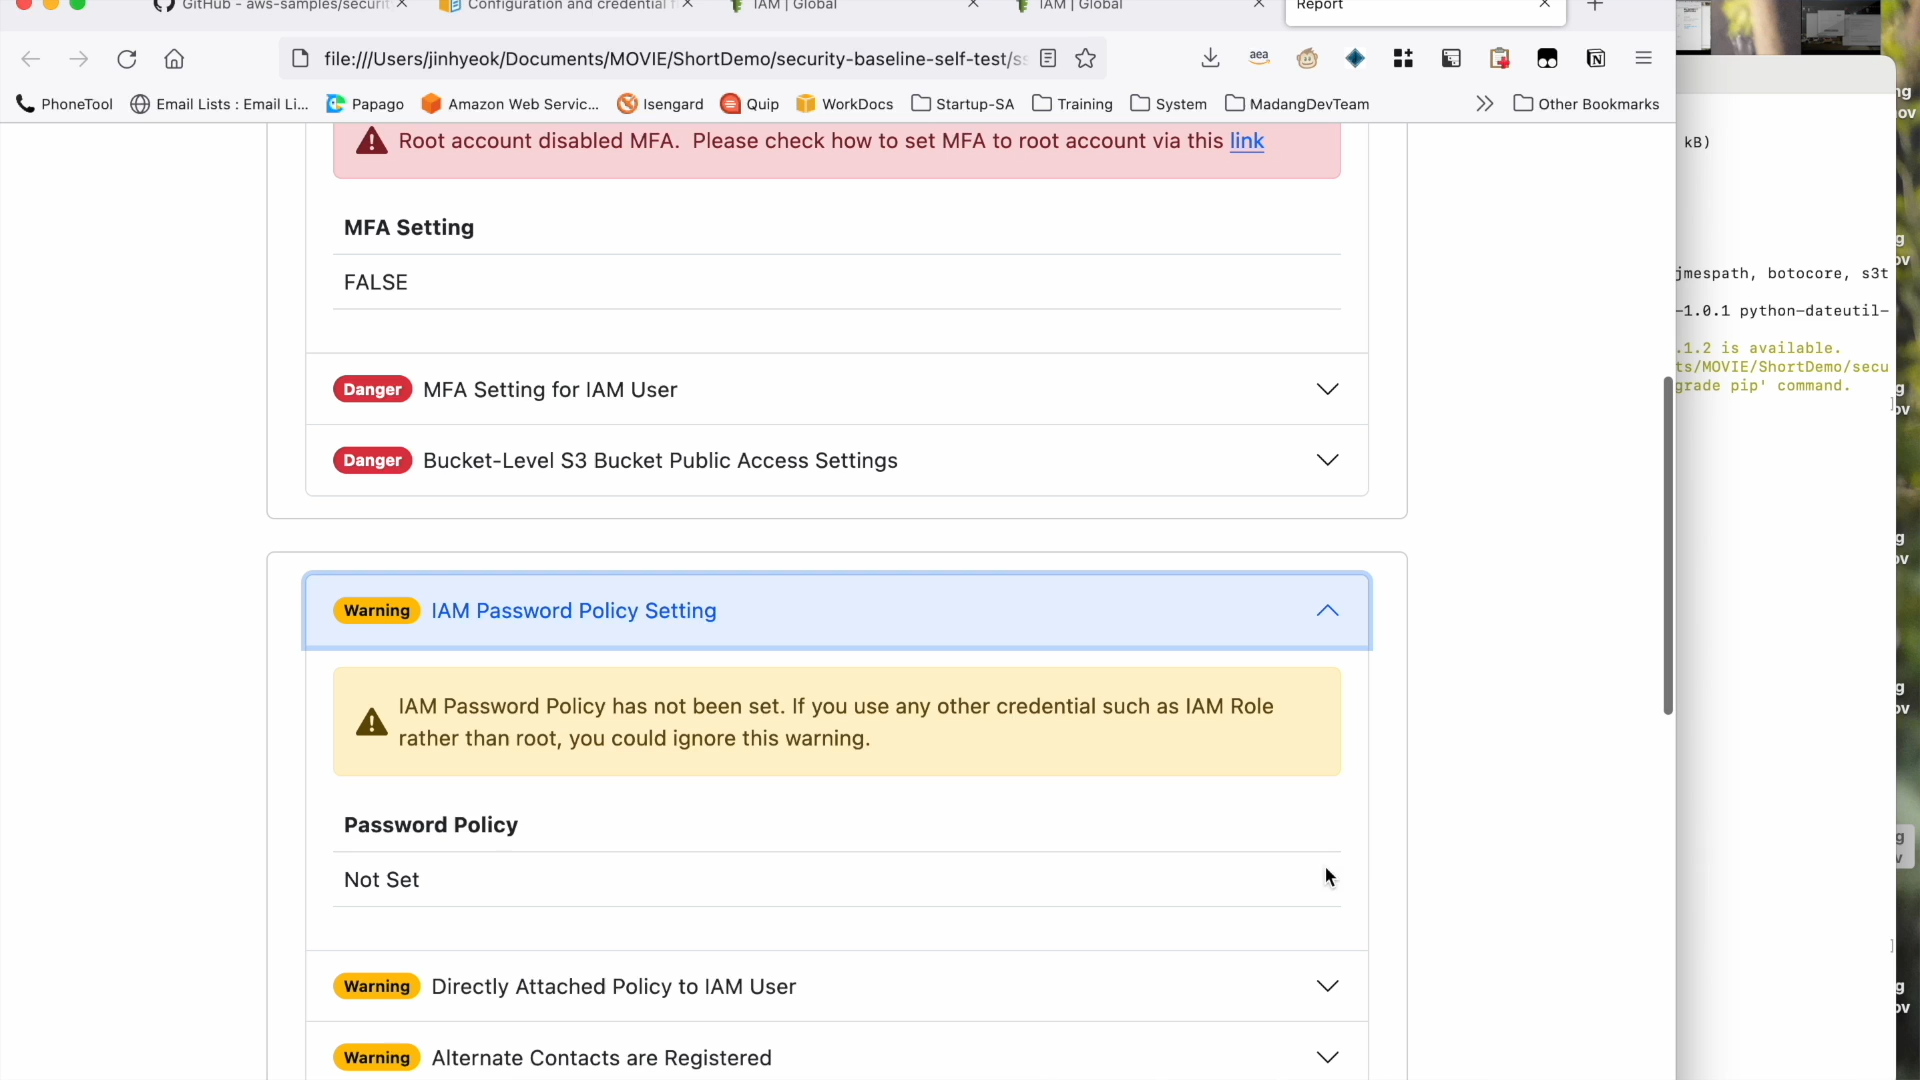 GitHub - aws-samples/securit
Configuration and credential f
IAM | Global
IAM | Global
Report
file:///Users/jinhyeok/Documents/MOVIE/ShortDemo/security-baseline-self-test/ss
aea
PhoneTool
Email Lists : Email Li...
Papago
Amazon Web Servic...
Isengard
Quip
WorkDocs
Startup-SA
Training
System
MadangDevTeam
Other Bookmarks
Root account disabled MFA. Please check how to set MFA to root account via this link
MFA Setting
FALSE
Danger MFA Setting for IAM User
Danger Bucket-Level S3 Bucket Public Access Settings
Warning IAM Password Policy Setting
IAM Password Policy has not been set. If you use any other credential such as IAM Role
rather than root, you could ignore this warning.
Password Policy
Not Set
Warning Directly Attached Policy to IAM User
Warning Alternate Contacts are Registered
kB)
jmespath, botocore, s3t
-1.0.1 python-dateutil-
.1.2 is available.
ts/MOVIE/ShortDemo/secu
grade pip' command.